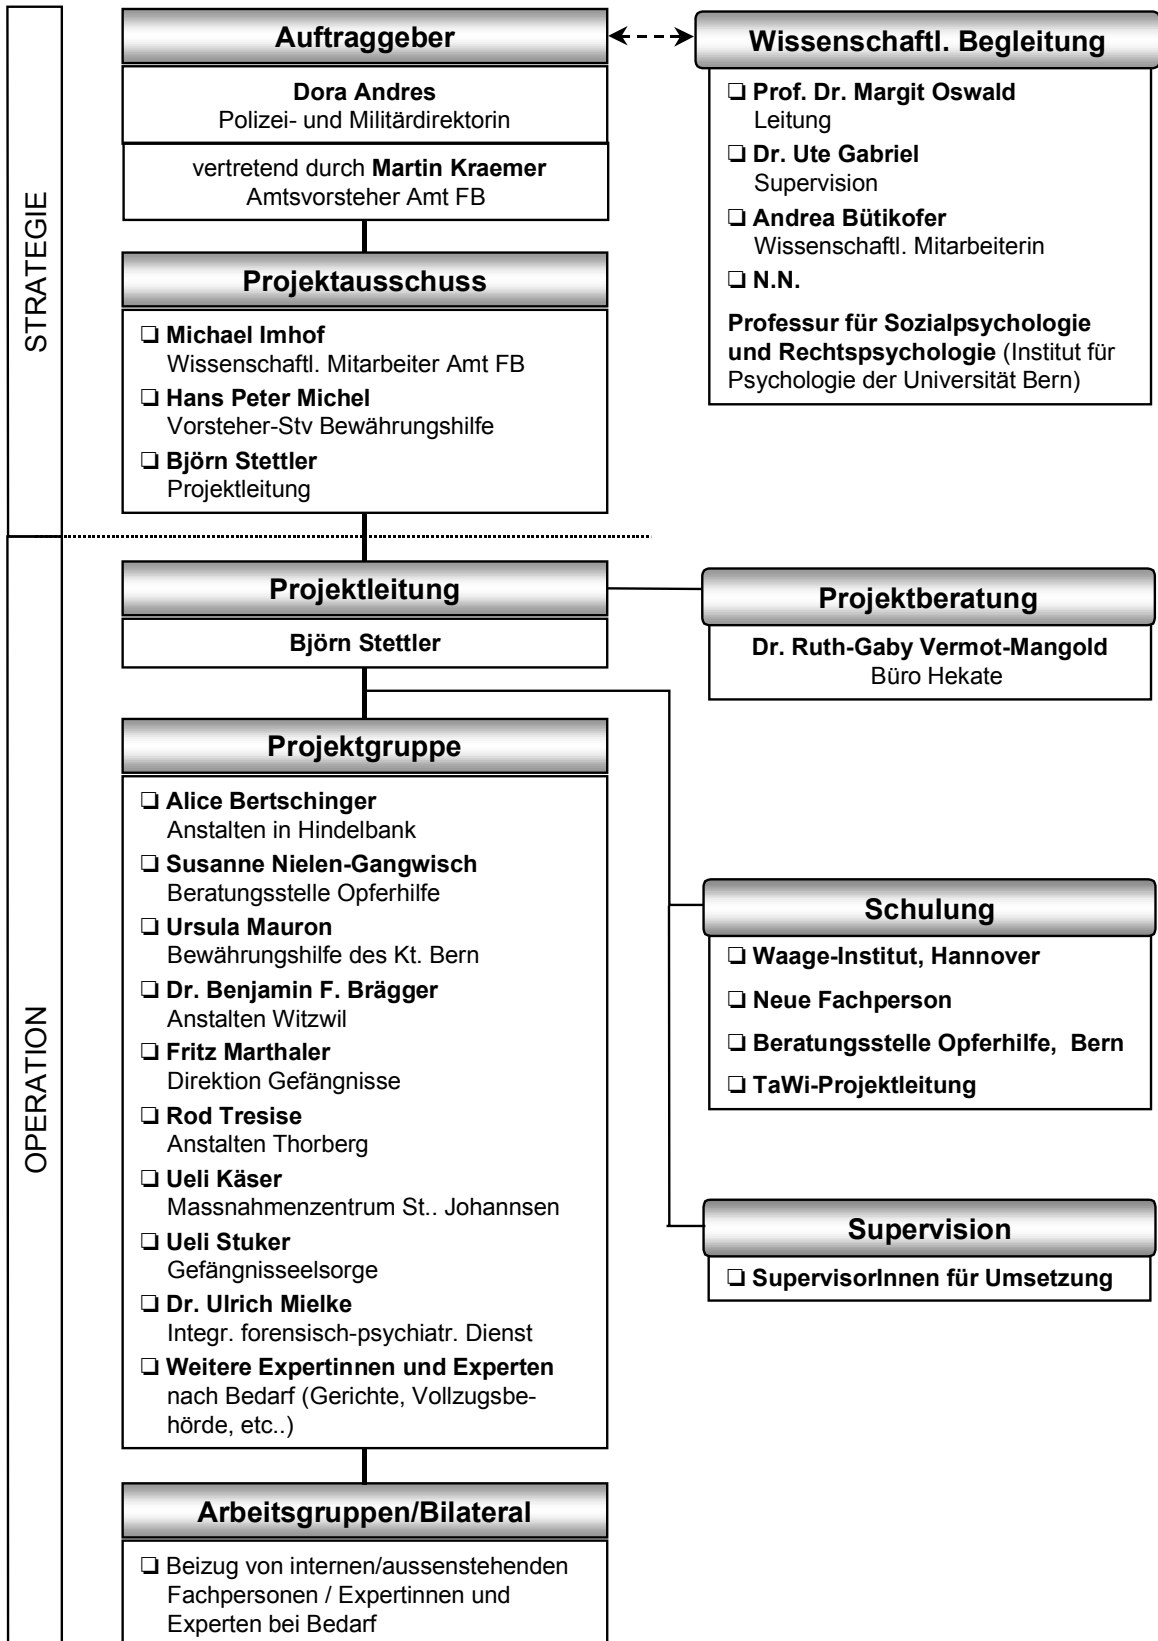 STRATEGIE
Auftraggeber
Dora Andres
Polizei- und Militärdirektorin
vertretend durch Martin Kraemer
Amtsvorsteher Amt FB
Wissenschaftl. Begleitung
❏ Prof. Dr. Margit Oswald
Leitung
❏ Dr. Ute Gabriel
Supervision
❏ Andrea Bütikofer
Wissenschaftl. Mitarbeiterin
❏ N.N.
Professur für Sozialpsychologie
und Rechtspsychologie (Institut für
Psychologie der Universität Bern)
Projektausschuss
❏ Michael Imhof
Wissenschaftl. Mitarbeiter Amt FB
❏ Hans Peter Michel
Vorsteher-Stv Bewährungshilfe
❏ Björn Stettler
Projektleitung
OPERATION
Projektleitung
Björn Stettler
Projektberatung
Dr. Ruth-Gaby Vermot-Mangold
Büro Hekate
Projektgruppe
❏ Alice Bertschinger
Anstalten in Hindelbank
❏ Susanne Nielen-Gangwisch
Beratungsstelle Opferhilfe
❏ Ursula Mauron
Bewährungshilfe des Kt. Bern
❏ Dr. Benjamin F. Brägger
Anstalten Witzwil
❏ Fritz Marthaler
Direktion Gefängnisse
❏ Rod Tresise
Anstalten Thorberg
❏ Ueli Käser
Massnahmenzentrum St.. Johannsen
❏ Ueli Stuker
Gefängnisseelsorge
❏ Dr. Ulrich Mielke
Integr. forensisch-psychiatr. Dienst
❏ Weitere Expertinnen und Experten
nach Bedarf (Gerichte, Vollzugsbe-
hörde, etc..)
Schulung
❏ Waage-Institut, Hannover
❏ Neue Fachperson
❏ Beratungsstelle Opferhilfe, Bern
❏ TaWi-Projektleitung
Supervision
❏ SupervisorInnen für Umsetzung
Arbeitsgruppen/Bilateral
❏ Beizug von internen/aussenstehenden
Fachpersonen / Expertinnen und
Experten bei Bedarf